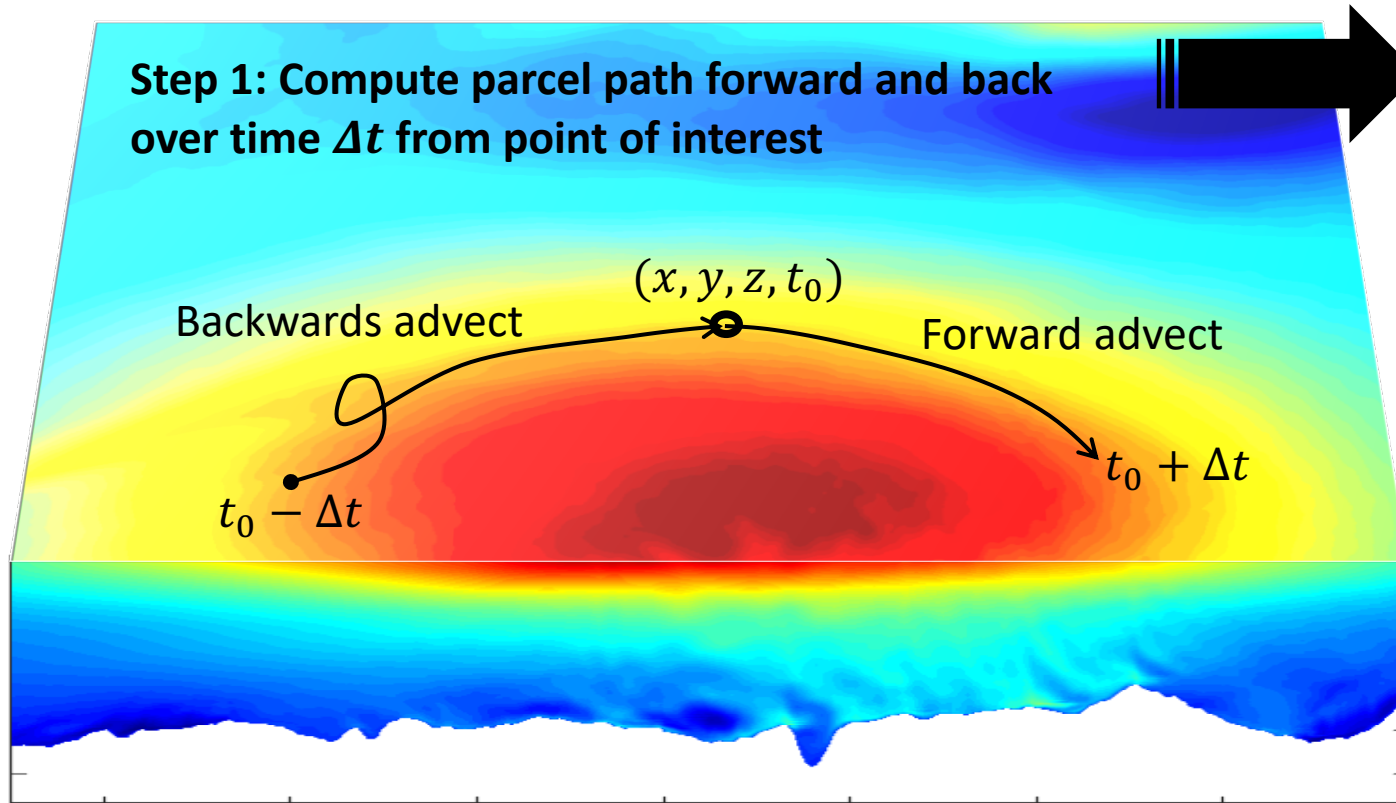 Step 1: Compute parcel path forward and back
over time Δt from point of interest
(x, y, z, t₀)
Backwards advect
Forward advect
t₀ + Δt
t₀ − Δt